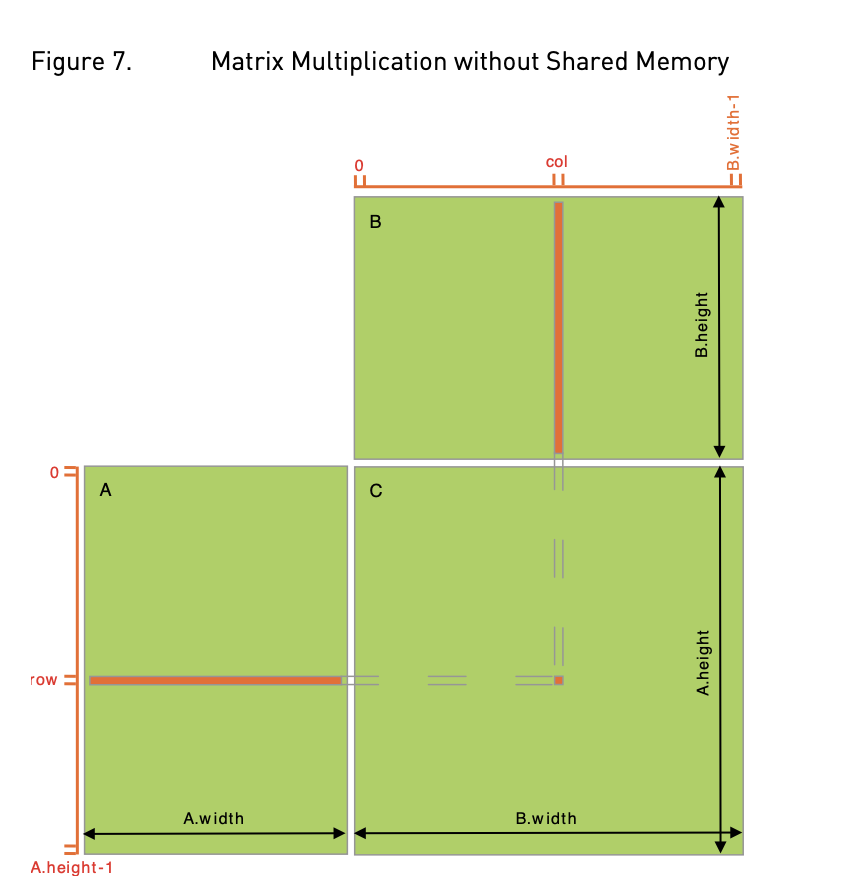 Figure 7. Matrix Multiplication without Shared Memory
B.width-1
0
col
B
B.height
0
A
C
row
A.height
A.width
B.width
A.height-1